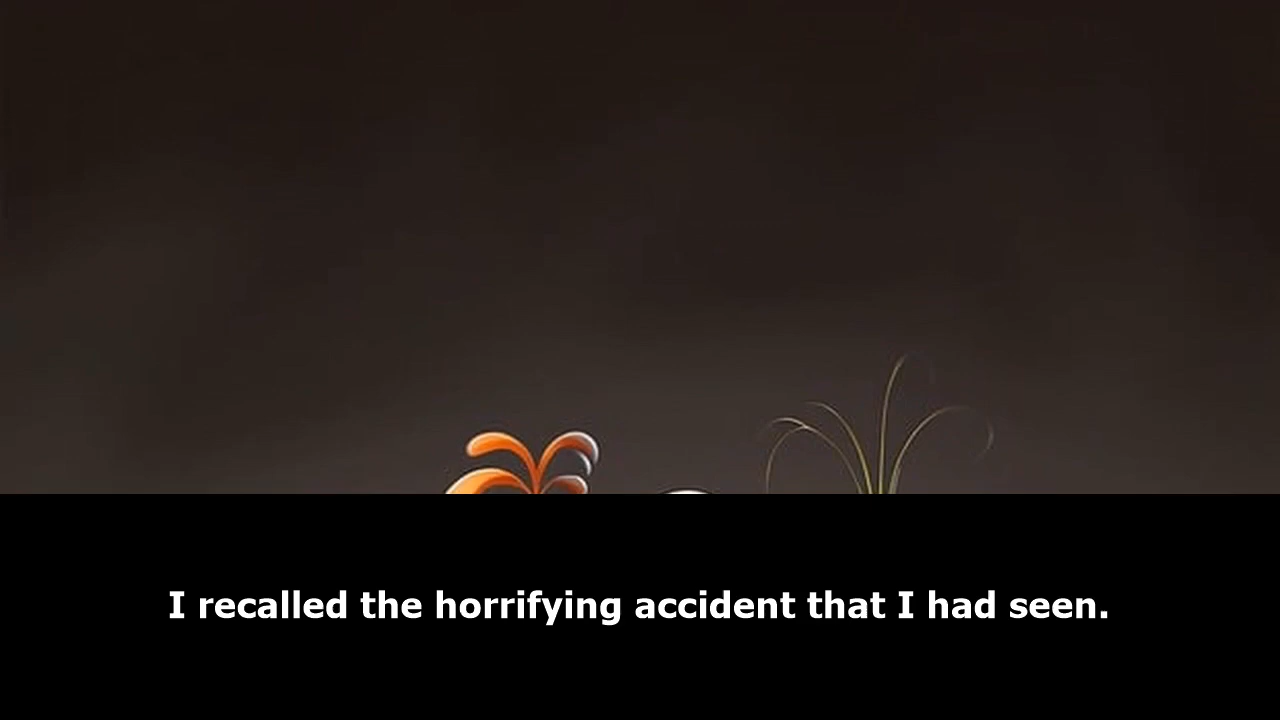 I recalled the horrifying accident that I had seen.